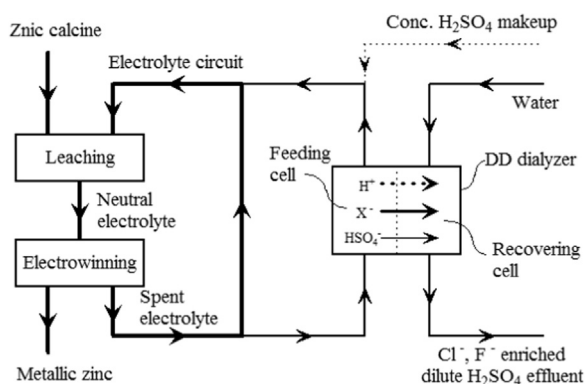 Znic calcine
Conc. H₂SO₄ makeup
Electrolyte circuit
Water
Leaching
Feeding
cell
DD dialyzer
H⁺
X⁻
HSO₄⁻
Neutral
electrolyte
Recovering
cell
Electrowinning
Spent
electrolyte
Metallic zinc
Cl⁻, F⁻ enriched
dilute H₂SO₄ effluent